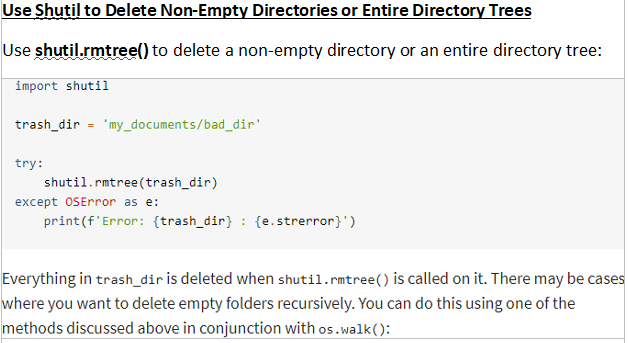 Use Shutil to Delete Non-Empty Directories or Entire Directory Trees
Use shutil.rmtree() to delete a non-empty directory or an entire directory tree:
import shutil
trash_dir = 'my_documents/bad_dir'
try:
    shutil.rmtree(trash_dir)
except OSError as e:
    print(f'Error: {trash_dir} : {e.strerror}')
Everything in trash_dir is deleted when shutil.rmtree() is called on it. There may be cases
where you want to delete empty folders recursively. You can do this using one of the
methods discussed above in conjunction with os.walk():